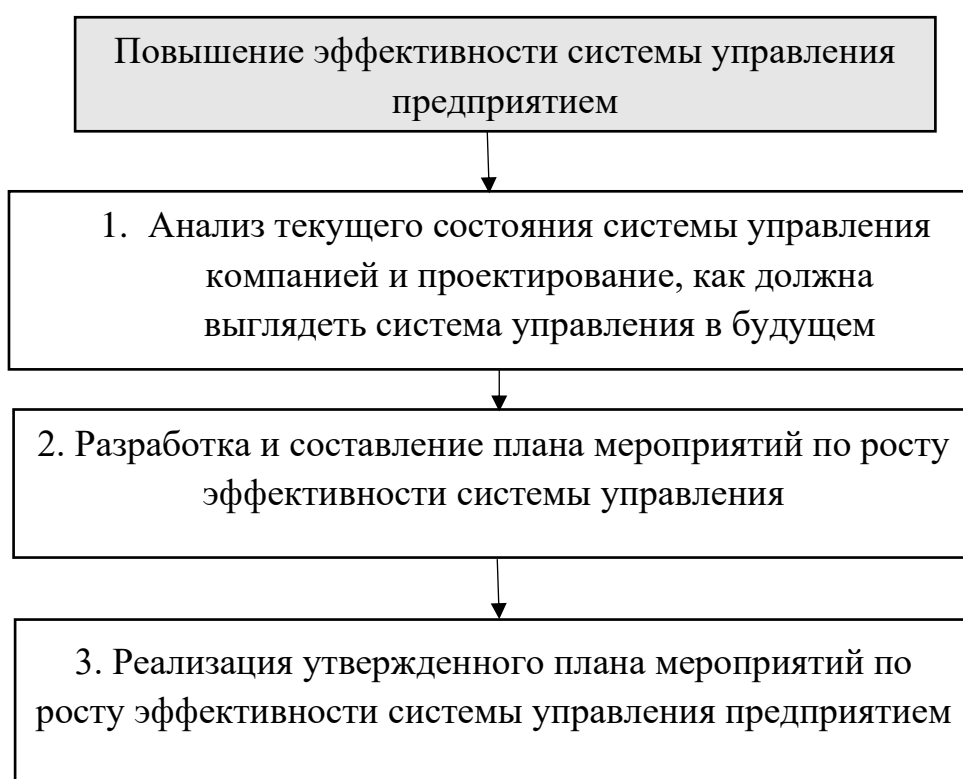 Повышение эффективности системы управления
предприятием
1. Анализ текущего состояния системы управления
компанией и проектирование, как должна
выглядеть система управления в будущем
2. Разработка и составление плана мероприятий по росту
эффективности системы управления
3. Реализация утвержденного плана мероприятий по
росту эффективности системы управления предприятием